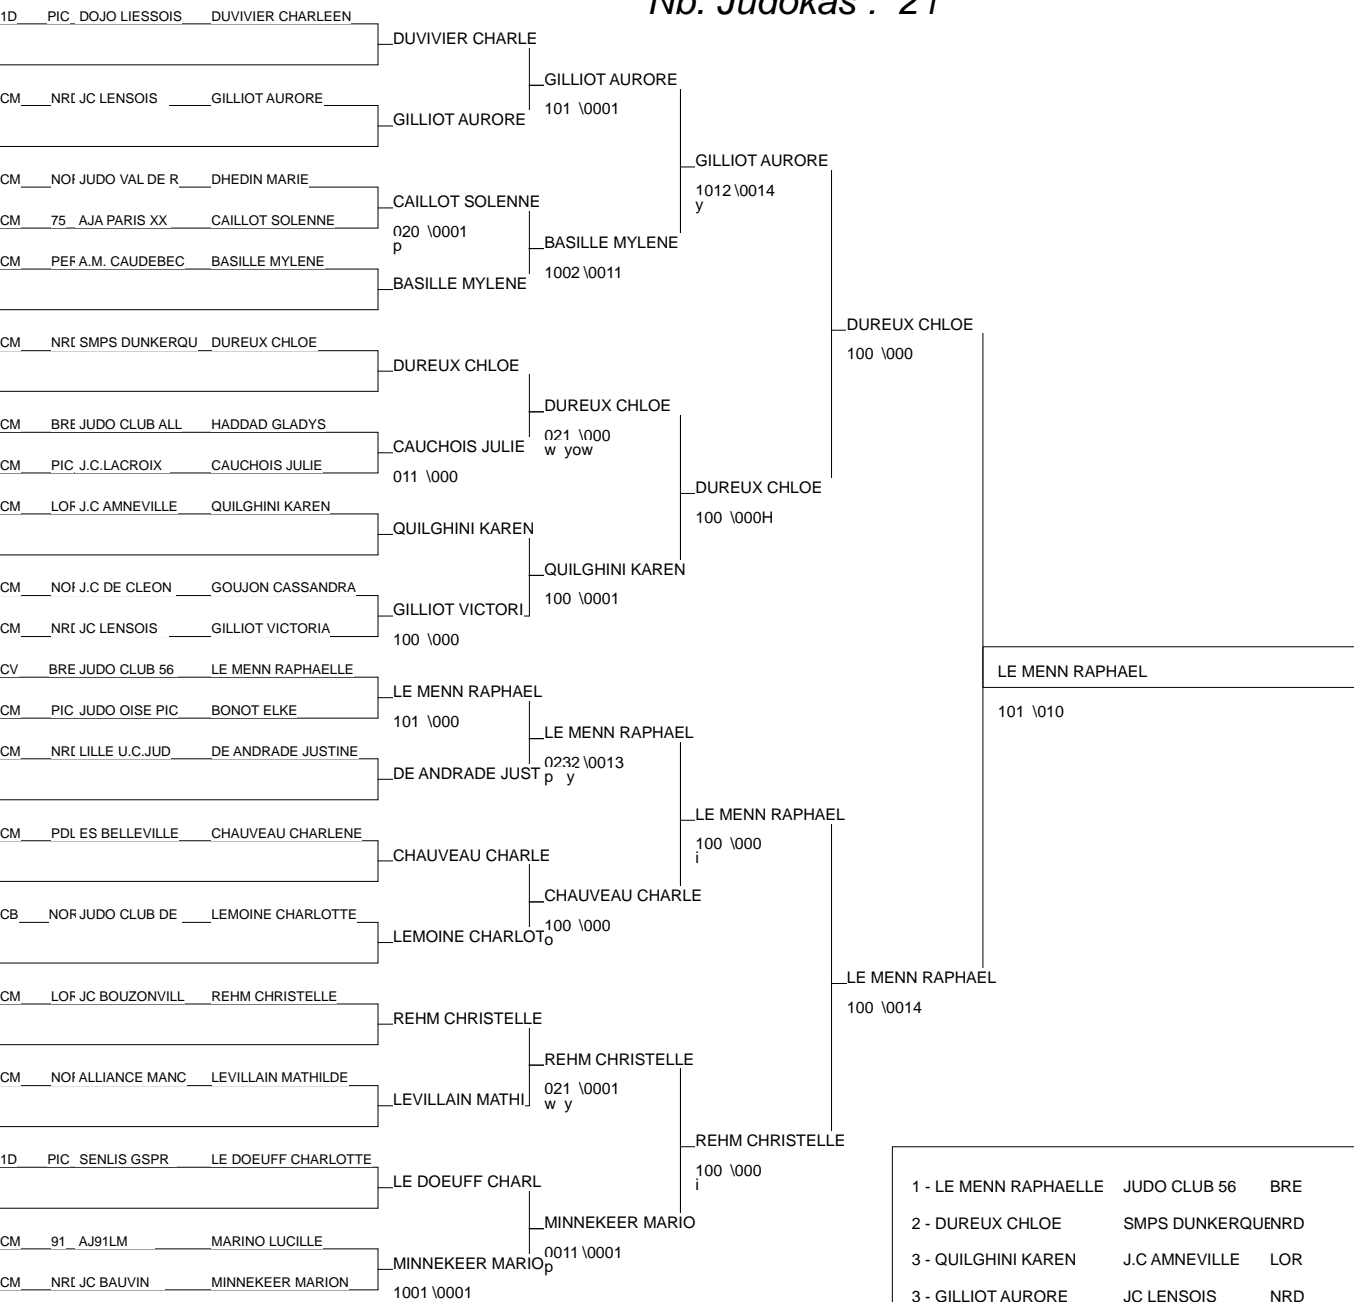 Nb. Judokas : 21
1D PIC DOJO LIESSOIS DUVIVIER CHARLEEN
DUVIVIER CHARLE
GILLIOT AURORE
101 \0001
CM NRD JC LENSOIS GILLIOT AURORE
GILLIOT AURORE
GILLIOT AURORE
1012 \0014
y
CM NOR JUDO VAL DE R DHEDIN MARIE
CAILLOT SOLENNE
020 \0001
p
CM 75 AJA PARIS XX CAILLOT SOLENNE
BASILLE MYLENE
1002 \0011
CM PER A.M. CAUDEBEC BASILLE MYLENE
BASILLE MYLENE
DUREUX CHLOE
100 \000
CM NRD SMPS DUNKERQU DUREUX CHLOE
DUREUX CHLOE
DUREUX CHLOE
021 \000
w yow
CM BRE JUDO CLUB ALL HADDAD GLADYS
CAUCHOIS JULIE
011 \000
CM PIC J.C.LACROIX CAUCHOIS JULIE
DUREUX CHLOE
100 \000H
CM LOR J.C AMNEVILLE QUILGHINI KAREN
QUILGHINI KAREN
QUILGHINI KAREN
100 \0001
CM NOR J.C DE CLEON GOUJON CASSANDRA
GILLIOT VICTORI
100 \000
CM NRD JC LENSOIS GILLIOT VICTORIA
CV BRE JUDO CLUB 56 LE MENN RAPHAELLE
LE MENN RAPHAEL
101 \010
LE MENN RAPHAEL
101 \000
CM PIC JUDO OISE PIC BONOT ELKE
LE MENN RAPHAEL
0232 \0013
p y
CM NRD LILLE U.C.JUD DE ANDRADE JUSTINE
DE ANDRADE JUST
LE MENN RAPHAEL
100 \000
i
CM PDL ES BELLEVILLE CHAUVEAU CHARLENE
CHAUVEAU CHARLE
CHAUVEAU CHARLE
100 \000
o
CB NOR JUDO CLUB DE LEMOINE CHARLOTTE
LEMOINE CHARLOT
LE MENN RAPHAEL
100 \0014
CM LOR JC BOUZONVILL REHM CHRISTELLE
REHM CHRISTELLE
REHM CHRISTELLE
021 \0001
w y
CM NOR ALLIANCE MANC LEVILLAIN MATHILDE
LEVILLAIN MATHI
REHM CHRISTELLE
100 \000
i
1D PIC SENLIS GSPR LE DOEUFF CHARLOTTE
LE DOEUFF CHARL
MINNEKEER MARIO
0011 \0001
p
CM 91 AJ91LM MARINO LUCILLE
MINNEKEER MARIO
1001 \0001
CM NRD JC BAUVIN MINNEKEER MARION
1 - LE MENN RAPHAELLE JUDO CLUB 56 BRE
2 - DUREUX CHLOE SMPS DUNKERQUE NRD
3 - QUILGHINI KAREN J.C AMNEVILLE LOR
3 - GILLIOT AURORE JC LENSOIS NRD